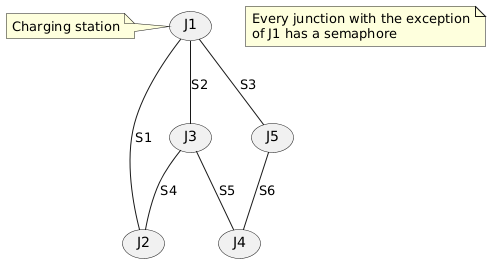 Charging station
J1
Every junction with the exception
of J1 has a semaphore
S2
S3
S1
J3
J5
S4
S5
S6
J2
J4